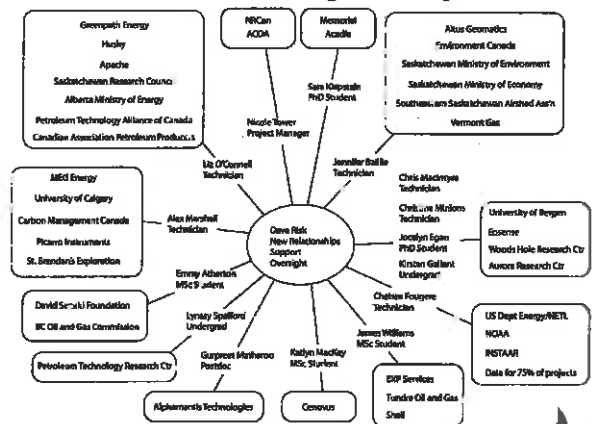 Greenpath Energy
Husky
Apache
Saskatchewan Research Council
Alberta Ministry of Energy
Petroleum Technology Alliance of Canada
Canadian Association Petroleum Producers
NRCan
ACOA
Memorial
Acadia
Altus Geomatics
Environment Canada
Saskatchewan Ministry of Environment
Saskatchewan Ministry of Economy
Southeastern Saskatchewan Airshed Ass'n
Vermont Gas
Sara
PhD Student
Nicole Tower
Project Manager
Liz O'Connell
Technician
Jennifer Baillie
Technician
MEG Energy
University of Calgary
Carbon Management Canada
Picarro Instruments
St. Brendan's Exploration
Alex Marshall
Technician
Dave Risk
New Relationships
Support
Oversight
Chris MacIntyre
Technician
Christine Minions
Technician
Jocelyn Egan
PhD Student
Kirsten Gallant
Undergrad
University of Bergen
Eosense
Woods Hole Research Ctr
Aurora Research Ctr
Emmy Atherton
MSc Student
David Suzuki Foundation
BC Oil and Gas Commission
Lynsay Spafford
Undergrad
Petroleum Technology Research Ctr
Gurpreet Matharoo
Postdoc
Alphamantis Technologies
Katlyn MacKay
MSc Student
Cenovus
James Williams
MSc Student
EXP Services
Tundra Oil and Gas
Shell
Chelsea Fougere
Technician
US Dept Energy/NETL
NOAA
INSTAAR
Data for 75% of projects